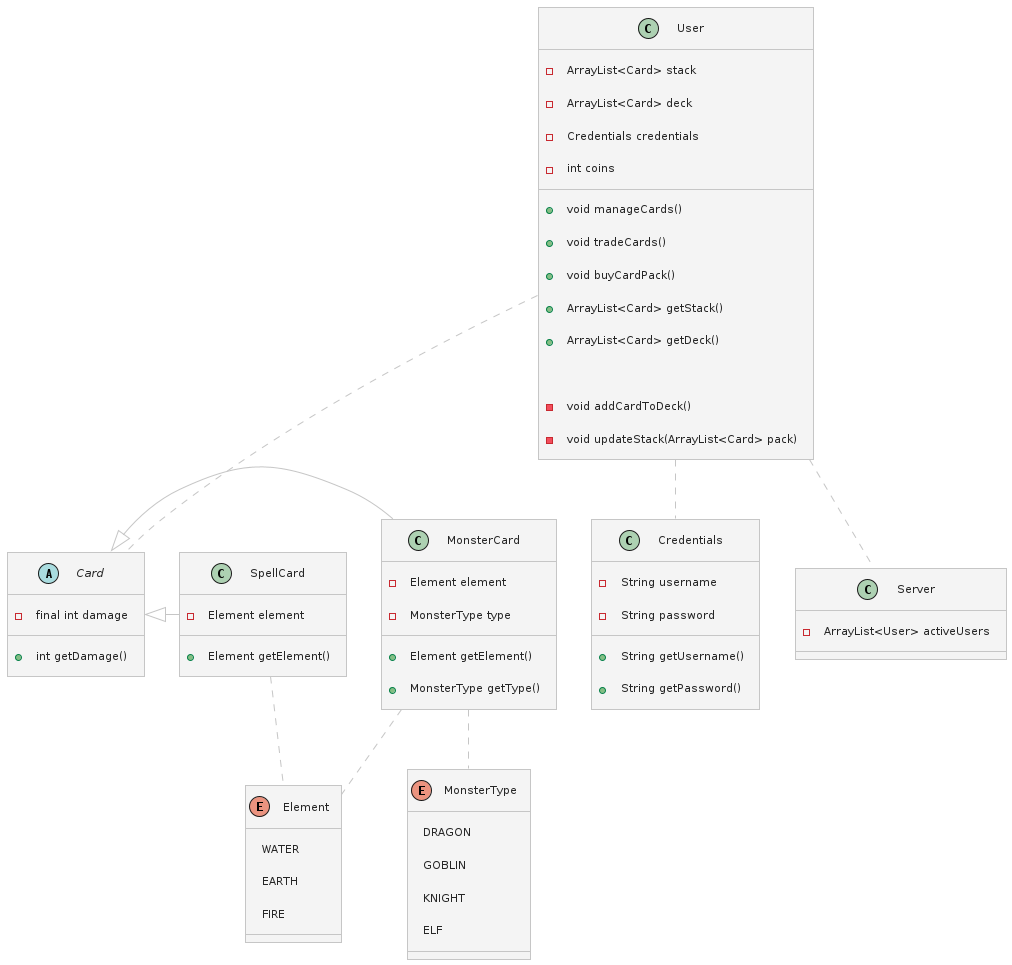 C User
ArrayList<Card> stack
ArrayList<Card> deck
Credentials credentials
int coins
void manageCards()
void tradeCards()
void buyCardPack()
ArrayList<Card> getStack()
ArrayList<Card> getDeck()
void addCardToDeck()
void updateStack(ArrayList<Card> pack)
A Card
final int damage
int getDamage()
C SpellCard
Element element
Element getElement()
C MonsterCard
Element element
MonsterType type
Element getElement()
MonsterType getType()
C Credentials
String username
String password
String getUsername()
String getPassword()
C Server
ArrayList<User> activeUsers
E Element
WATER
EARTH
FIRE
E MonsterType
DRAGON
GOBLIN
KNIGHT
ELF